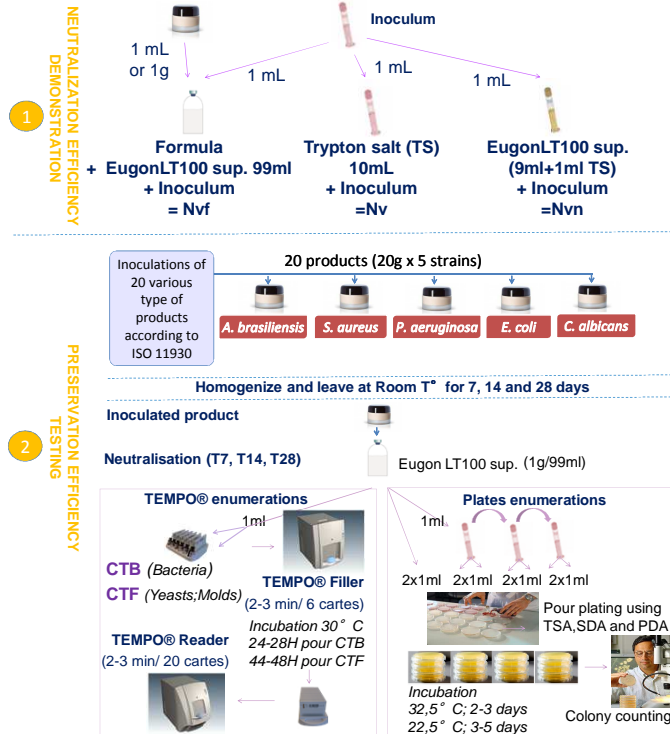 NEUTRALIZATION EFFICIENCY
DEMONSTRATION
1
Inoculum
1 mL
or 1g
1 mL
1 mL
1 mL
Formula
+ EugonLT100 sup. 99ml
+ Inoculum
= Nvf
Trypton salt (TS)
10mL
+ Inoculum
=Nv
EugonLT100 sup.
(9ml+1ml TS)
+ Inoculum
=Nvn
PRESERVATION EFFICIENCY
TESTING
2
Inoculations of
20 various
type of
products
according to
ISO 11930
20 products (20g x 5 strains)
A. brasiliensis
S. aureus
P. aeruginosa
E. coli
C. albicans
Homogenize and leave at Room T° for 7, 14 and 28 days
Inoculated product
Neutralisation (T7, T14, T28)
Eugon LT100 sup. (1g/99ml)
TEMPO® enumerations
1ml
CTB (Bacteria)
CTF (Yeasts;Molds)
TEMPO® Filler
(2-3 min/ 6 cartes)
Incubation 30° C
24-28H pour CTB
44-48H pour CTF
TEMPO® Reader
(2-3 min/ 20 cartes)
Plates enumerations
1ml
2x1ml
2x1ml
2x1ml
2x1ml
Pour plating using
TSA,SDA and PDA
Incubation
32,5° C; 2-3 days
22,5° C; 3-5 days
Colony counting